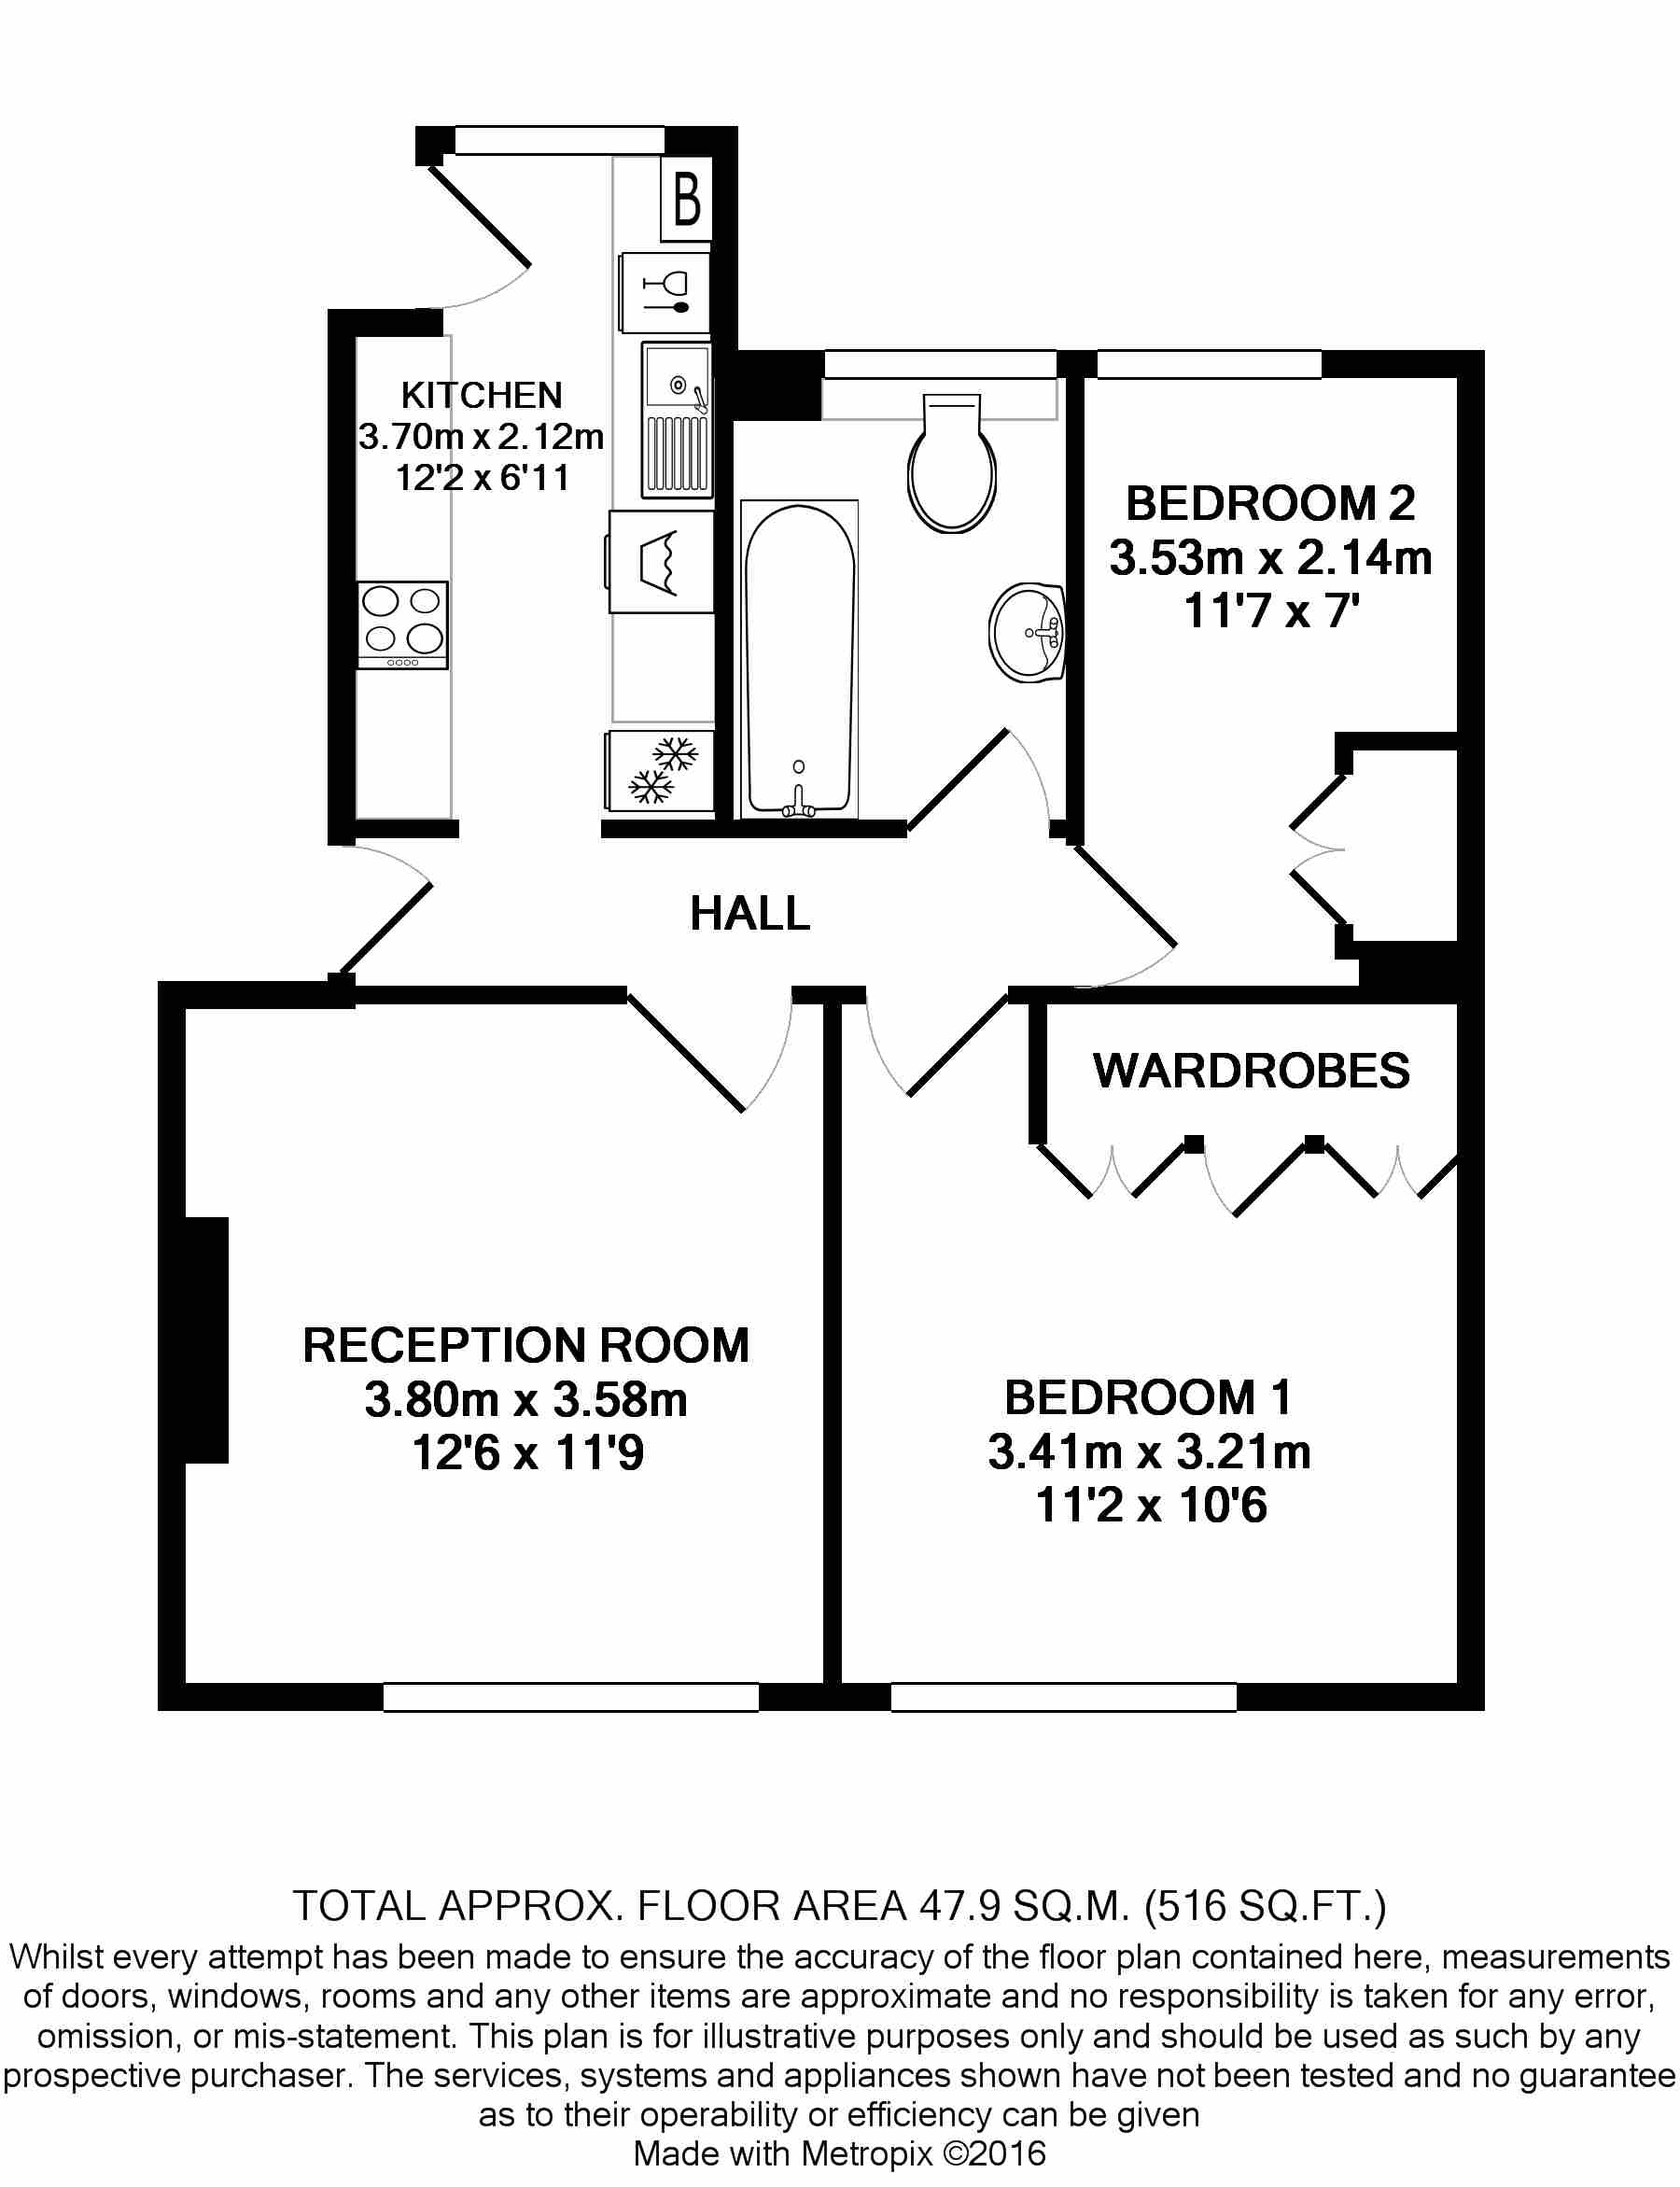 B
KITCHEN
3.70m x 2.12m
12'2 x 6'11
BEDROOM 2
3.53m x 2.14m
11'7 x 7'
HALL
WARDROBES
RECEPTION ROOM
3.80m x 3.58m
12'6 x 11'9
BEDROOM 1
3.41m x 3.21m
11'2 x 10'6
TOTAL APPROX. FLOOR AREA 47.9 SQ.M. (516 SQ.FT.)
Whilst every attempt has been made to ensure the accuracy of the floor plan contained here, measurements
of doors, windows, rooms and any other items are approximate and no responsibility is taken for any error,
omission, or mis-statement. This plan is for illustrative purposes only and should be used as such by any
prospective purchaser. The services, systems and appliances shown have not been tested and no guarantee
as to their operability or efficiency can be given
Made with Metropix ©2016